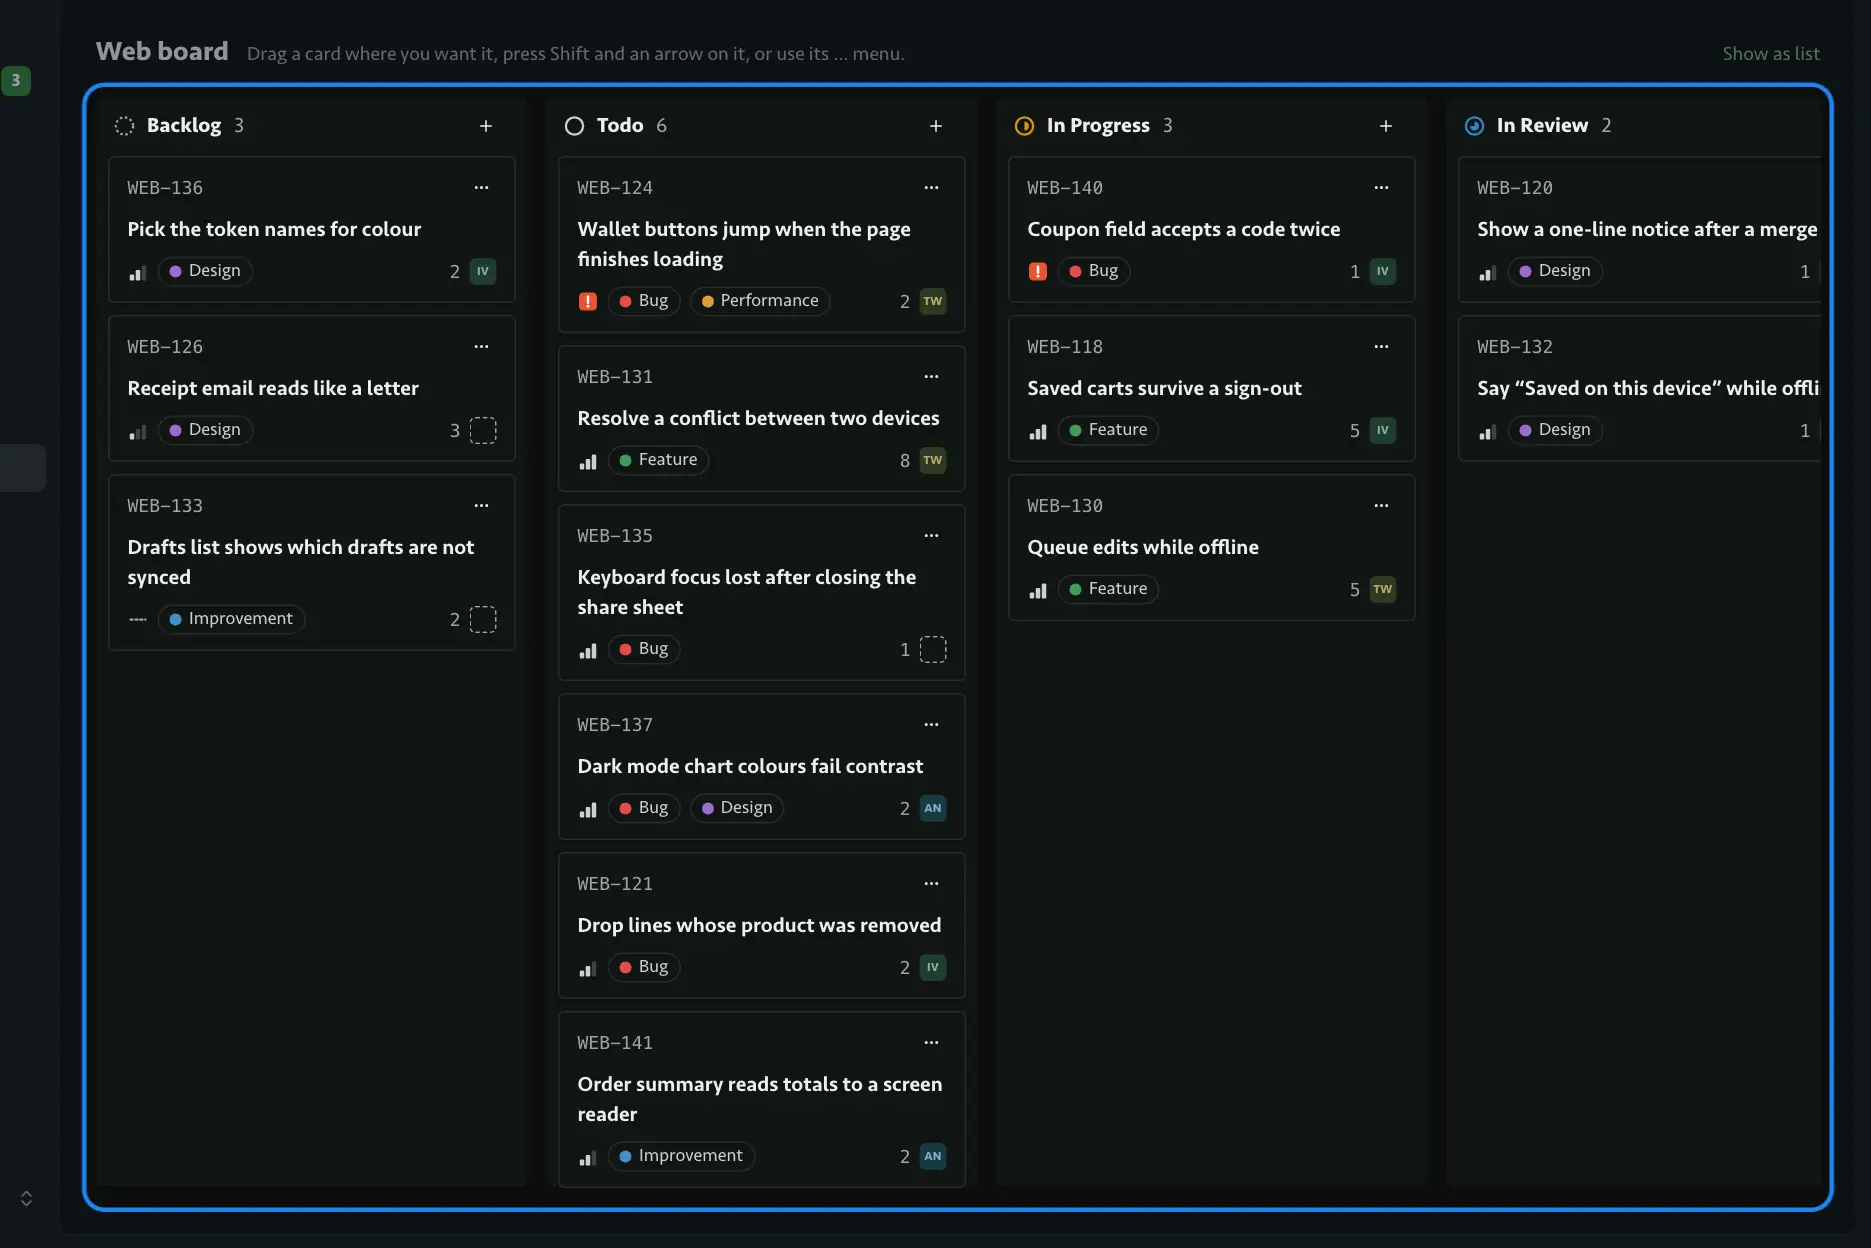 Web board
Drag a card where you want it, press Shift and an arrow on it, or use its ... menu.
Show as list
3
Backlog 3
WEB-136
Pick the token names for colour
Design
2 IV
WEB-126
Receipt email reads like a letter
Design
3
WEB-133
Drafts list shows which drafts are not
synced
Improvement
2
Todo 6
WEB-124
Wallet buttons jump when the page
finishes loading
Bug Performance
2 TW
WEB-131
Resolve a conflict between two devices
Feature
8 TW
WEB-135
Keyboard focus lost after closing the
share sheet
Bug
1
WEB-137
Dark mode chart colours fail contrast
Bug Design
2 AN
WEB-121
Drop lines whose product was removed
Bug
2 IV
WEB-141
Order summary reads totals to a screen
reader
Improvement
2 AN
In Progress 3
WEB-140
Coupon field accepts a code twice
Bug
1 IV
WEB-118
Saved carts survive a sign-out
Feature
5 IV
WEB-130
Queue edits while offline
Feature
5 TW
In Review 2
WEB-120
Show a one-line notice after a merge
Design
1
WEB-132
Say “Saved on this device” while offli
Design
1